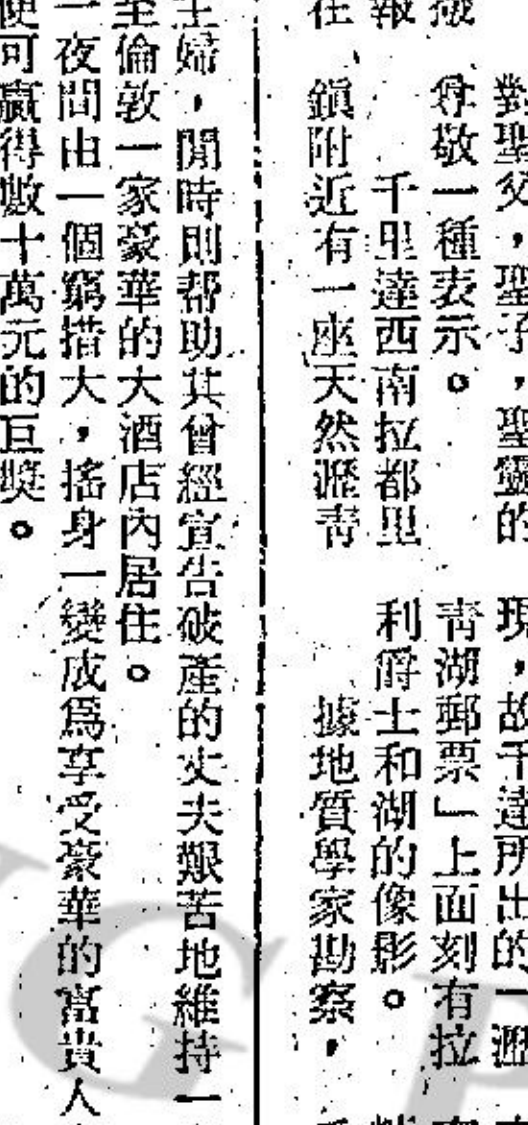 對聖父，聖子，聖靈的
尊敬一種表示。
千里達西南拉都里
鎮附近有一座天然瀝青
現，故千達所出的「瀝
青湖郵票」上面刻有拉
利爵士和湖的像影。
據地質學家勘察，
主婦，閒時則幫助其曾經宣告破產的丈夫艱苦地維持一
至倫敦一家豪華的大酒店內居住。
一夜間由一個窮措大，搖身一變成爲享受豪華的富貴人
便可贏得數十萬元的巨獎。